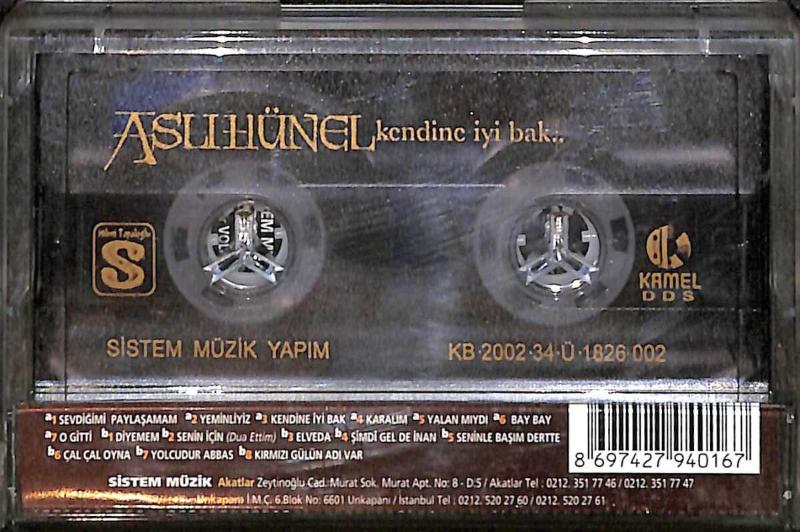 ASLI HÜNEL kendine iyi bak..
Hilmi Topaloğlu
S
EM M
VOL
KAMEL
DDS
SİSTEM MÜZİK YAPIM
KB·2002·34·Ü·1826·002
a1 SEVDİĞİMİ PAYLAŞAMAM a2 YEMİNLİYİZ a3 KENDINE İYİ BAK a4 KARALIM a5 YALAN MIYDI a6 BAY BAY
a7 O GİTTİ b1 DİYEMEM b2 SENİN İÇİN (Dua Ettim) b3 ELVEDA b4 ŞİMDİ GEL DE İNAN b5 SENİNLE BAŞIM DERTTE
b6 ÇAL ÇAL OYNA b7 YOLCUDUR ABBAS b8 KIRMIZI GÜLÜN ADI VAR
8 697427 940167
SİSTEM MÜZİK Akatlar Zeytinoğlu Cad. Murat Sok. Murat Apt. No: 8 - D:5 / Akatlar Tel : 0212. 351 77 46 / 0212. 351 77 47
Unkapanı İ.M.Ç. 6.Blok No: 6601 Unkapanı / İstanbul Tel : 0212. 520 27 60 / 0212. 520 27 61